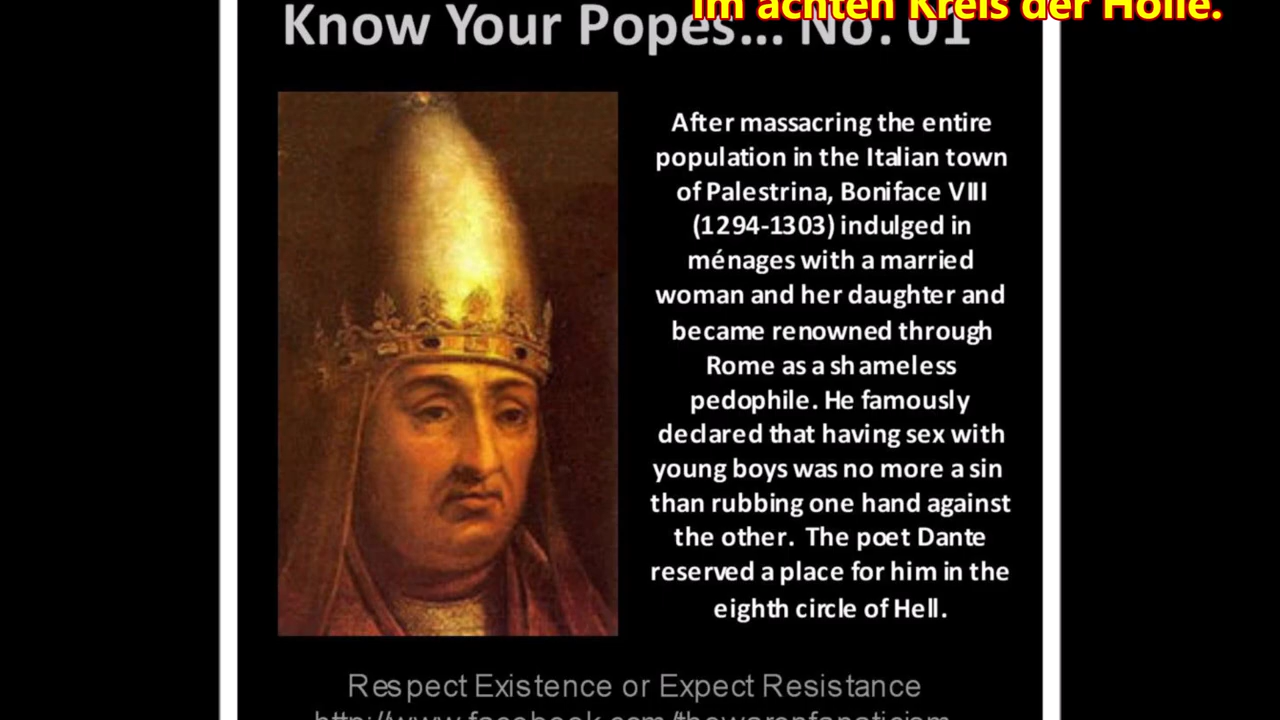 im achten Kreis der Hölle.
Know Your Popes... No. 01
After massacring the entire
population in the Italian town
of Palestrina, Boniface VIII
(1294-1303) indulged in
ménages with a married
woman and her daughter and
became renowned through
Rome as a shameless
pedophile. He famously
declared that having sex with
young boys was no more a sin
than rubbing one hand against
the other. The poet Dante
reserved a place for him in the
eighth circle of Hell.
Respect Existence or Expect Resistance